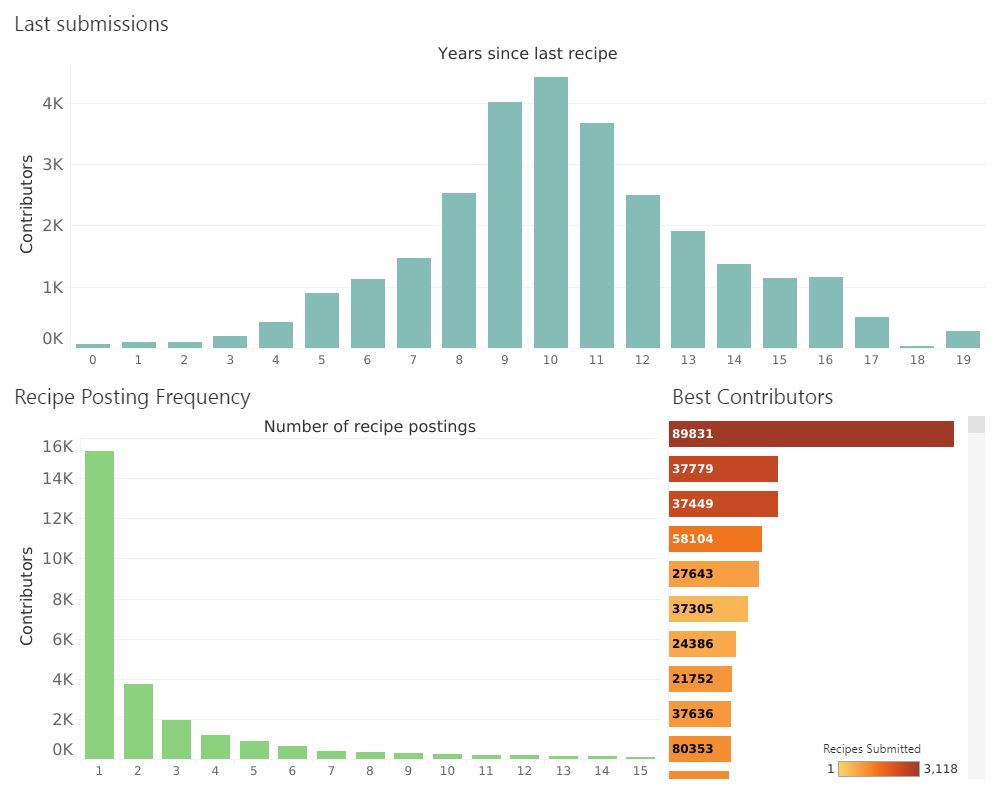 Last submissions
Years since last recipe
Contributors
4K
3K
2K
1K
0K
0 1 2 3 4 5 6 7 8 9 10 11 12 13 14 15 16 17 18 19
Recipe Posting Frequency
Number of recipe postings
Contributors
16K
14K
12K
10K
8K
6K
4K
2K
0K
1 2 3 4 5 6 7 8 9 10 11 12 13 14 15
Best Contributors
89831
37779
37449
58104
27643
37305
24386
21752
37636
80353
Recipes Submitted
1 3,118